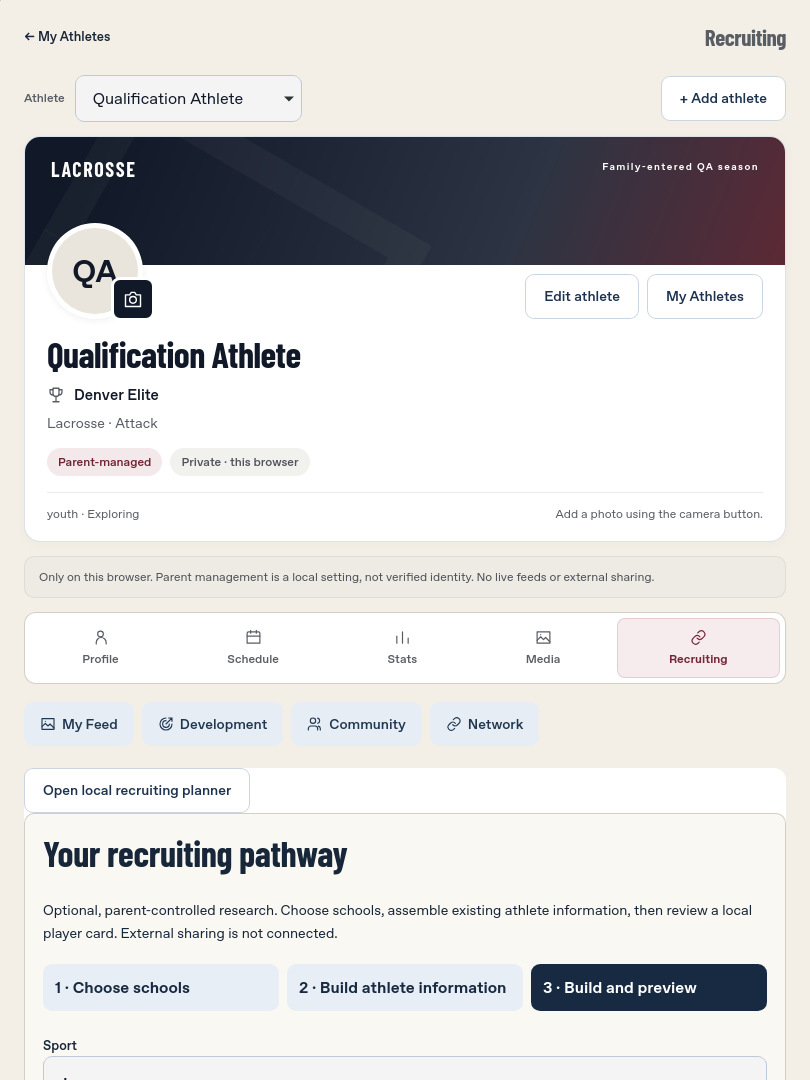 ← My Athletes
Recruiting
Athlete
Qualification Athlete
+ Add athlete
LACROSSE
Family-entered QA season
QA
Edit athlete
My Athletes
Qualification Athlete
Denver Elite
Lacrosse · Attack
Parent-managed
Private · this browser
youth · Exploring
Add a photo using the camera button.
Only on this browser. Parent management is a local setting, not verified identity. No live feeds or external sharing.
Profile
Schedule
Stats
Media
Recruiting
My Feed
Development
Community
Network
Open local recruiting planner
Your recruiting pathway
Optional, parent-controlled research. Choose schools, assemble existing athlete information, then review a local
player card. External sharing is not connected.
1 · Choose schools
2 · Build athlete information
3 · Build and preview
Sport